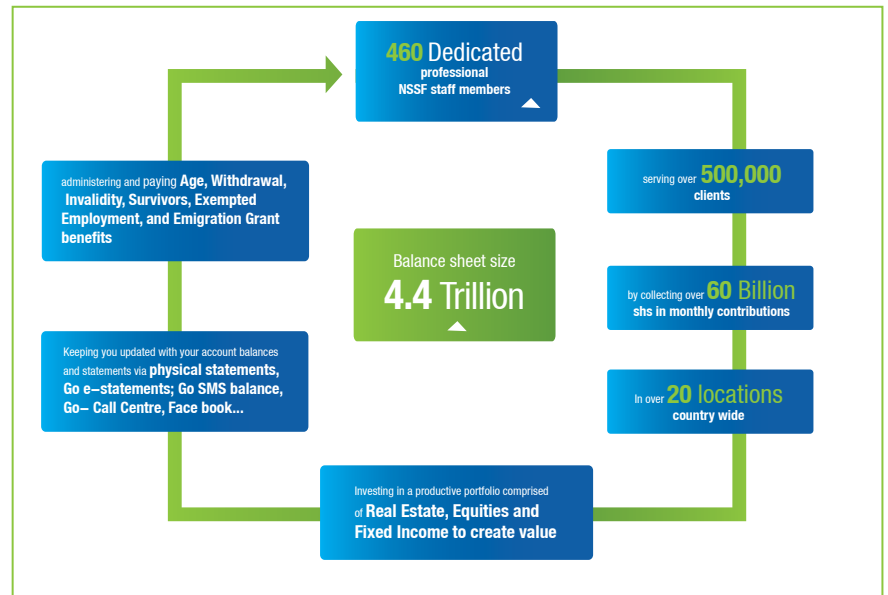 460 Dedicated
professional
NSSF staff members
serving over 500,000
clients
by collecting over 60 Billion
shs in monthly contributions
In over 20 locations
country wide
Investing in a productive portfolio comprised
of Real Estate, Equities and
Fixed Income to create value
Keeping you updated with your account balances
and statements via physical statements,
Go e–statements; Go SMS balance,
Go– Call Centre, Face book...
administering and paying Age, Withdrawal,
Invalidity, Survivors, Exempted
Employment, and Emigration Grant
benefits
Balance sheet size
4.4 Trillion